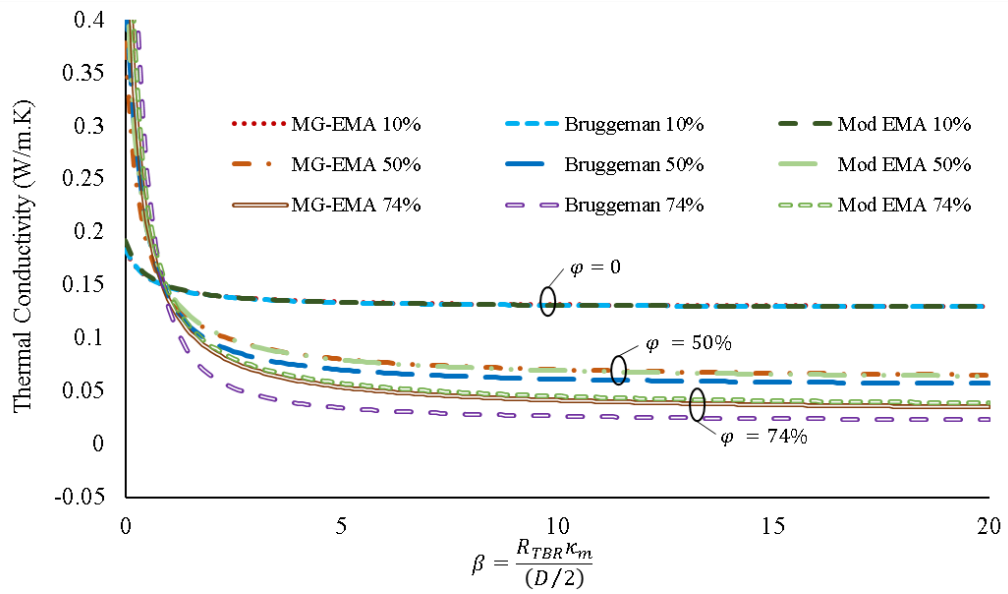 Thermal Conductivity (W/m.K)
0.4
0.35
0.3
0.25
0.2
0.15
0.1
0.05
0
-0.05
MG-EMA 10% Bruggeman 10% Mod EMA 10%
MG-EMA 50% Bruggeman 50% Mod EMA 50%
MG-EMA 74% Bruggeman 74% Mod EMA 74%
φ = 0
φ = 50%
φ = 74%
0 5 10 15 20
β = R_TBR κ_m / (D/2)